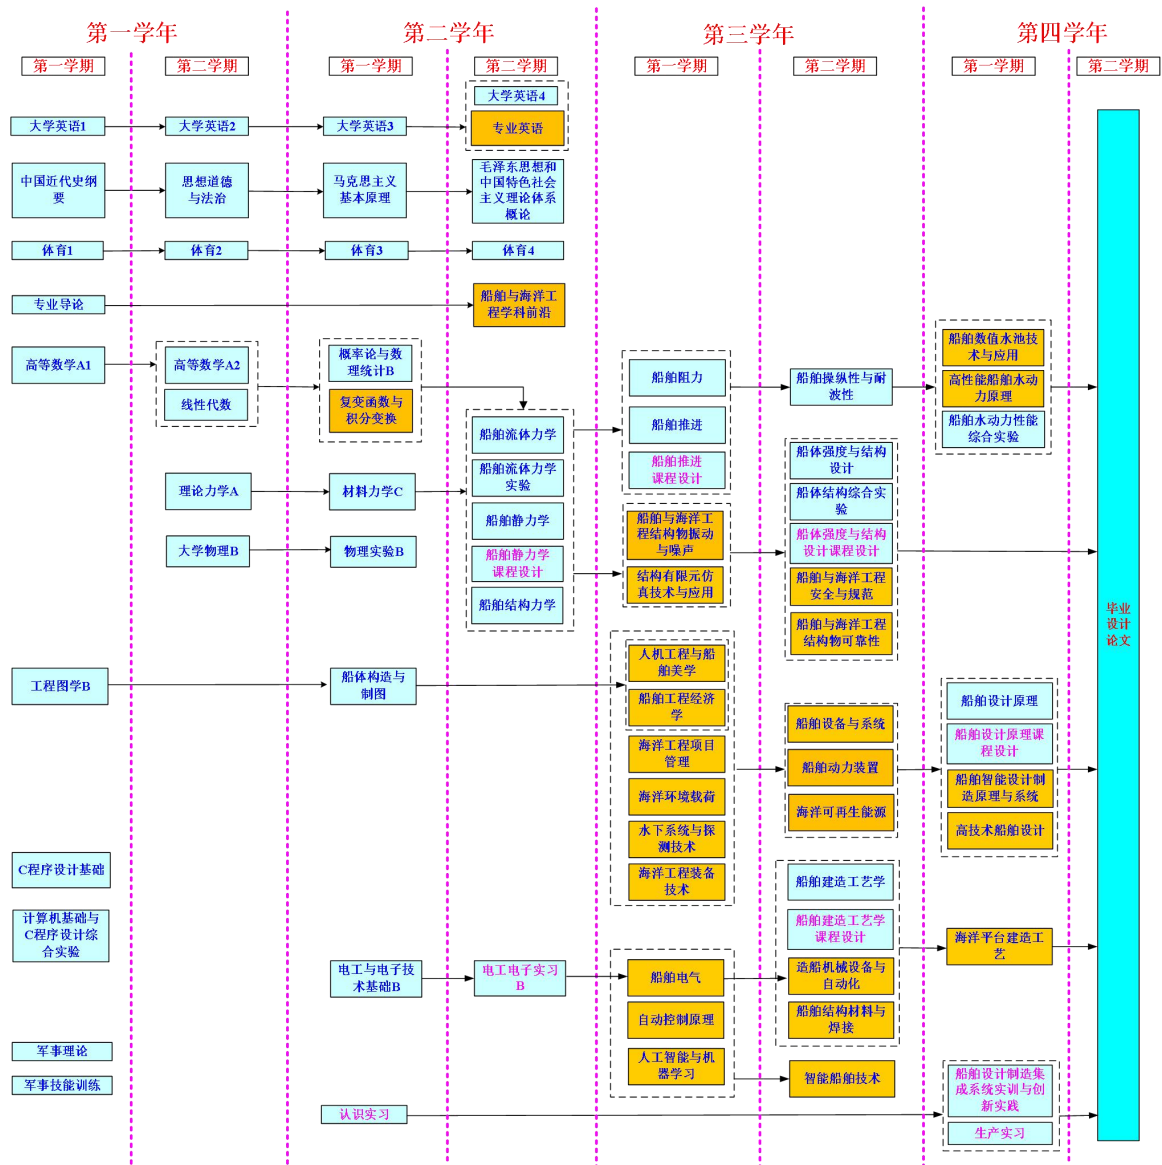 第一学年
第二学年
第三学年
第四学年
第一学期
第二学期
第一学期
第二学期
第一学期
第二学期
第一学期
第二学期
大学英语1
大学英语2
大学英语3
大学英语4
专业英语
中国近代史纲
要
思想道德
与法治
马克思主义
基本原理
毛泽东思想和
中国特色社会
主义理论体系
概论
体育1
体育2
体育3
体育4
专业导论
船舶与海洋工
程学科前沿
高等数学A1
高等数学A2
线性代数
概率论与数
理统计B
复变函数与
积分变换
船舶流体力学
船舶流体力学
实验
船舶静力学
船舶静力学
课程设计
船舶结构力学
理论力学A
材料力学C
大学物理B
物理实验B
船舶阻力
船舶推进
船舶推进
课程设计
船舶操纵性与耐
波性
船舶数值水池技
术与应用
高性能船舶水动
力原理
船舶水动力性能
综合实验
船舶与海洋工
程结构物振动
与噪声
结构有限元仿
真技术与应用
船体强度与结构
设计
船体结构综合实
验
船体强度与结构
设计课程设计
船舶与海洋工程
安全与规范
船舶与海洋工程
结构物可靠性
毕业
设计
论文
工程图学B
船体构造与
制图
人机工程与船
舶美学
船舶工程经济
学
海洋工程项目
管理
海洋环境载荷
水下系统与探
测技术
海洋工程装备
技术
船舶设备与系统
船舶动力装置
海洋可再生能源
船舶设计原理
船舶设计原理课
程设计
船舶智能设计制
造原理与系统
高技术船舶设计
C程序设计基础
计算机基础与
C程序设计综
合实验
电工与电子技
术基础B
电工电子实习
B
船舶电气
自动控制原理
人工智能与机
器学习
船舶建造工艺学
船舶建造工艺学
课程设计
造船机械设备与
自动化
船舶结构材料与
焊接
智能船舶技术
海洋平台建造工
艺
军事理论
军事技能训练
认识实习
船舶设计制造集
成系统实训与创
新实践
生产实习